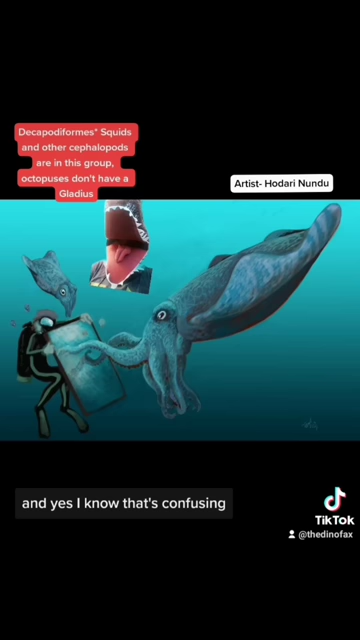 Decapodiformes* Squids
and other cephalopods
are in this group,
octopuses don't have a
Gladius
Artist- Hodari Nundu
and yes I know that's confusing
TikTok
@thedinofax